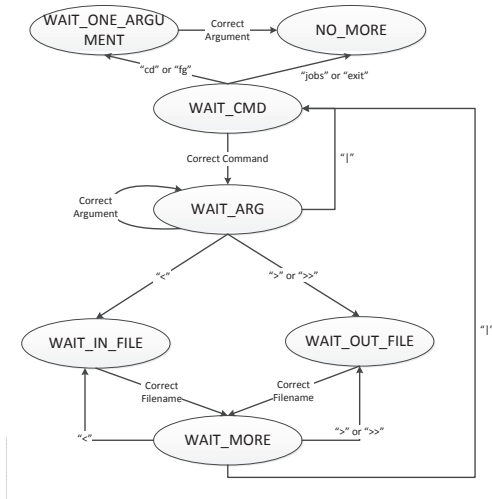 WAIT_ONE_ARGU
MENT
Correct
Argument
NO_MORE
“cd” or “fg”
“jobs” or “exit”
WAIT_CMD
Correct Command
“|”
Correct
Argument
WAIT_ARG
“<”
“>” or “>>”
WAIT_IN_FILE
WAIT_OUT_FILE
“|”
Correct
Filename
Correct
Filename
“<”
WAIT_MORE
“>” or “>>”